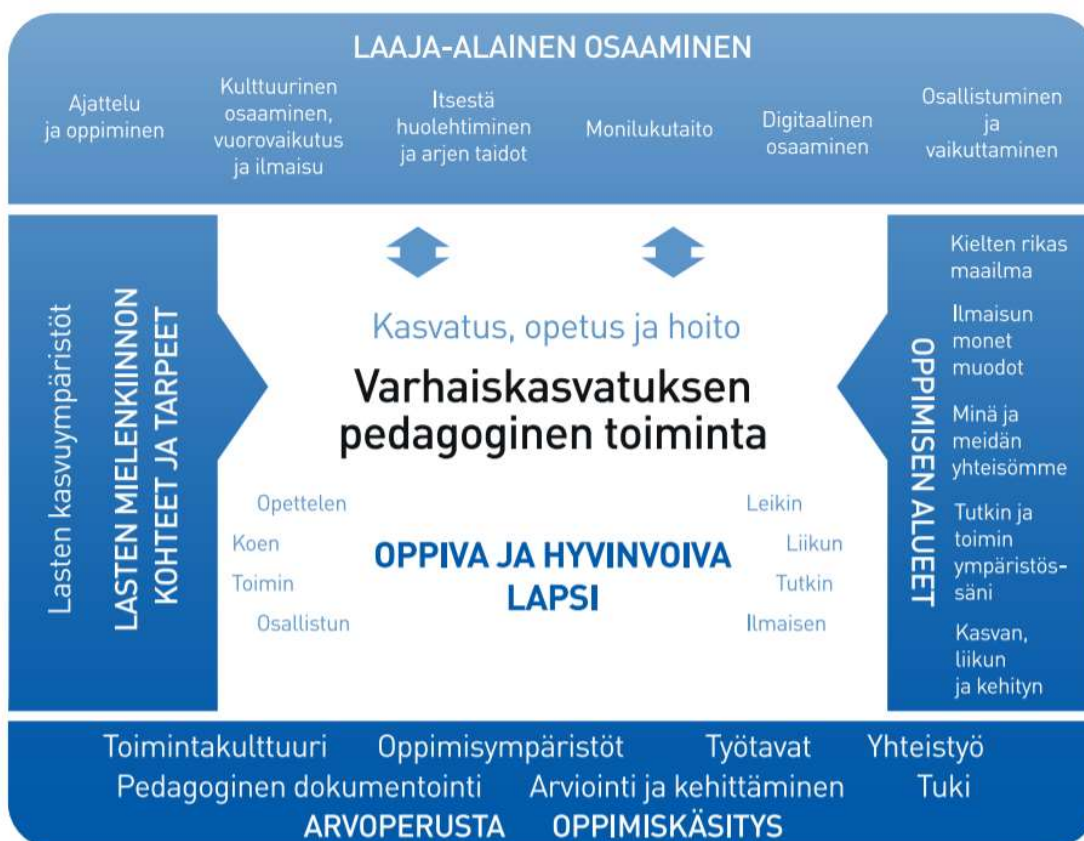 LAAJA-ALAINEN OSAAMINEN
Ajattelu
ja oppiminen
Kulttuurinen
osaaminen,
vuorovaikutus
ja ilmaisu
Itsestä
huolehtiminen
ja arjen taidot
Monilukutaito
Digitaalinen
osaaminen
Osallistuminen
ja
vaikuttaminen
Lasten kasvuympäristöt
LASTEN MIELENKIINNON
KOHTEET JA TARPEET
Kasvatus, opetus ja hoito
Varhaiskasvatuksen
pedagoginen toiminta
Opettelen
Koen
Toimin
Osallistun
OPPIVA JA HYVINVOIVA
LAPSI
Leikin
Liikun
Tutkin
Ilmaisen
OPPIMISEN ALUEET
Kielten rikas
maailma
Ilmaisun
monet
muodot
Minä ja
meidän
yhteisömme
Tutkin ja
toimin
ympäristös-
säni
Kasvan,
liikun
ja kehityn
Toimintakulttuuri Oppimisympäristöt Työtavat Yhteistyö
Pedagoginen dokumentointi Arviointi ja kehittäminen Tuki
ARVOPERUSTA OPPIMISKÄSITYS